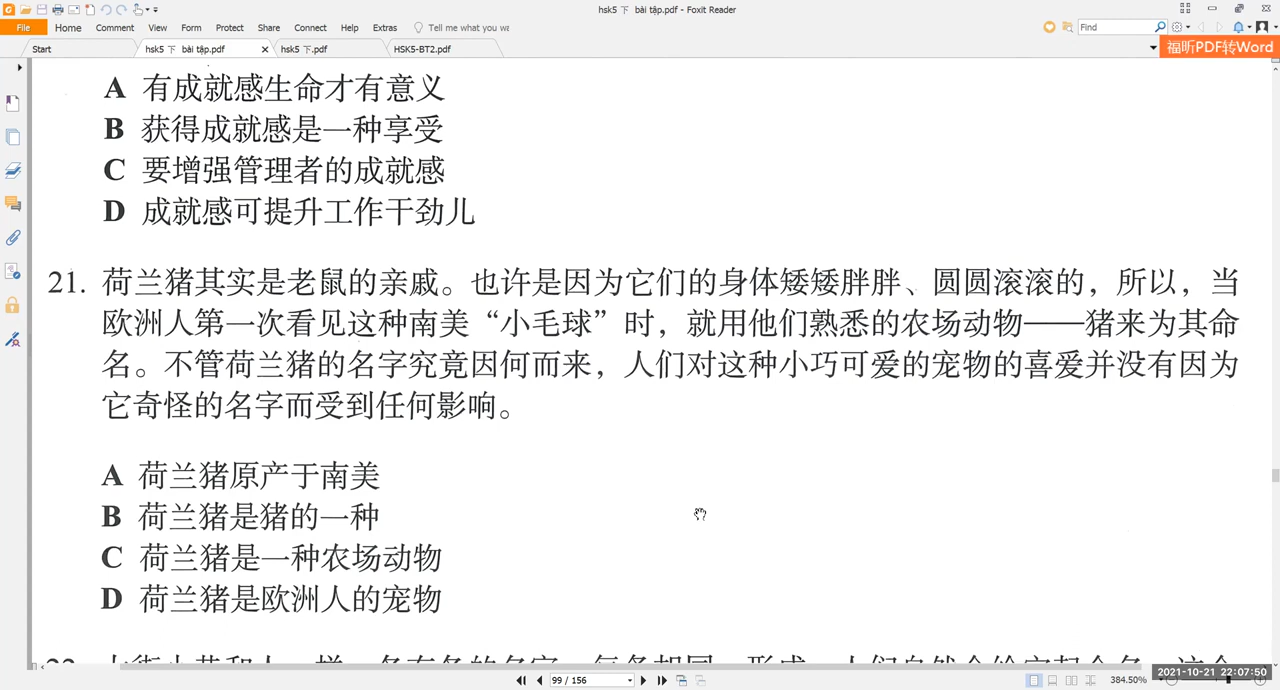 hsk5 下 bài tập.pdf - Foxit Reader
File Home Comment View Form Protect Share Connect Help Extras Tell me what you wa Find
Start hsk5 下 bài tập.pdf hsk5 下.pdf HSK5-BT2.pdf 福昕PDF转Word
A 有成就感生命才有意义
B 获得成就感是一种享受
C 要增强管理者的成就感
D 成就感可提升工作干劲儿
21. 荷兰猪其实是老鼠的亲戚。也许是因为它们的身体矮矮胖胖、圆圆滚滚的，所以，当
欧洲人第一次看见这种南美“小毛球”时，就用他们熟悉的农场动物——猪来为其命
名。不管荷兰猪的名字究竟因何而来，人们对这种小巧可爱的宠物的喜爱并没有因为
它奇怪的名字而受到任何影响。
A 荷兰猪原产于南美
B 荷兰猪是猪的一种
C 荷兰猪是一种农场动物
D 荷兰猪是欧洲人的宠物
99 / 156 384.50%
2021-10-21 22:07:50